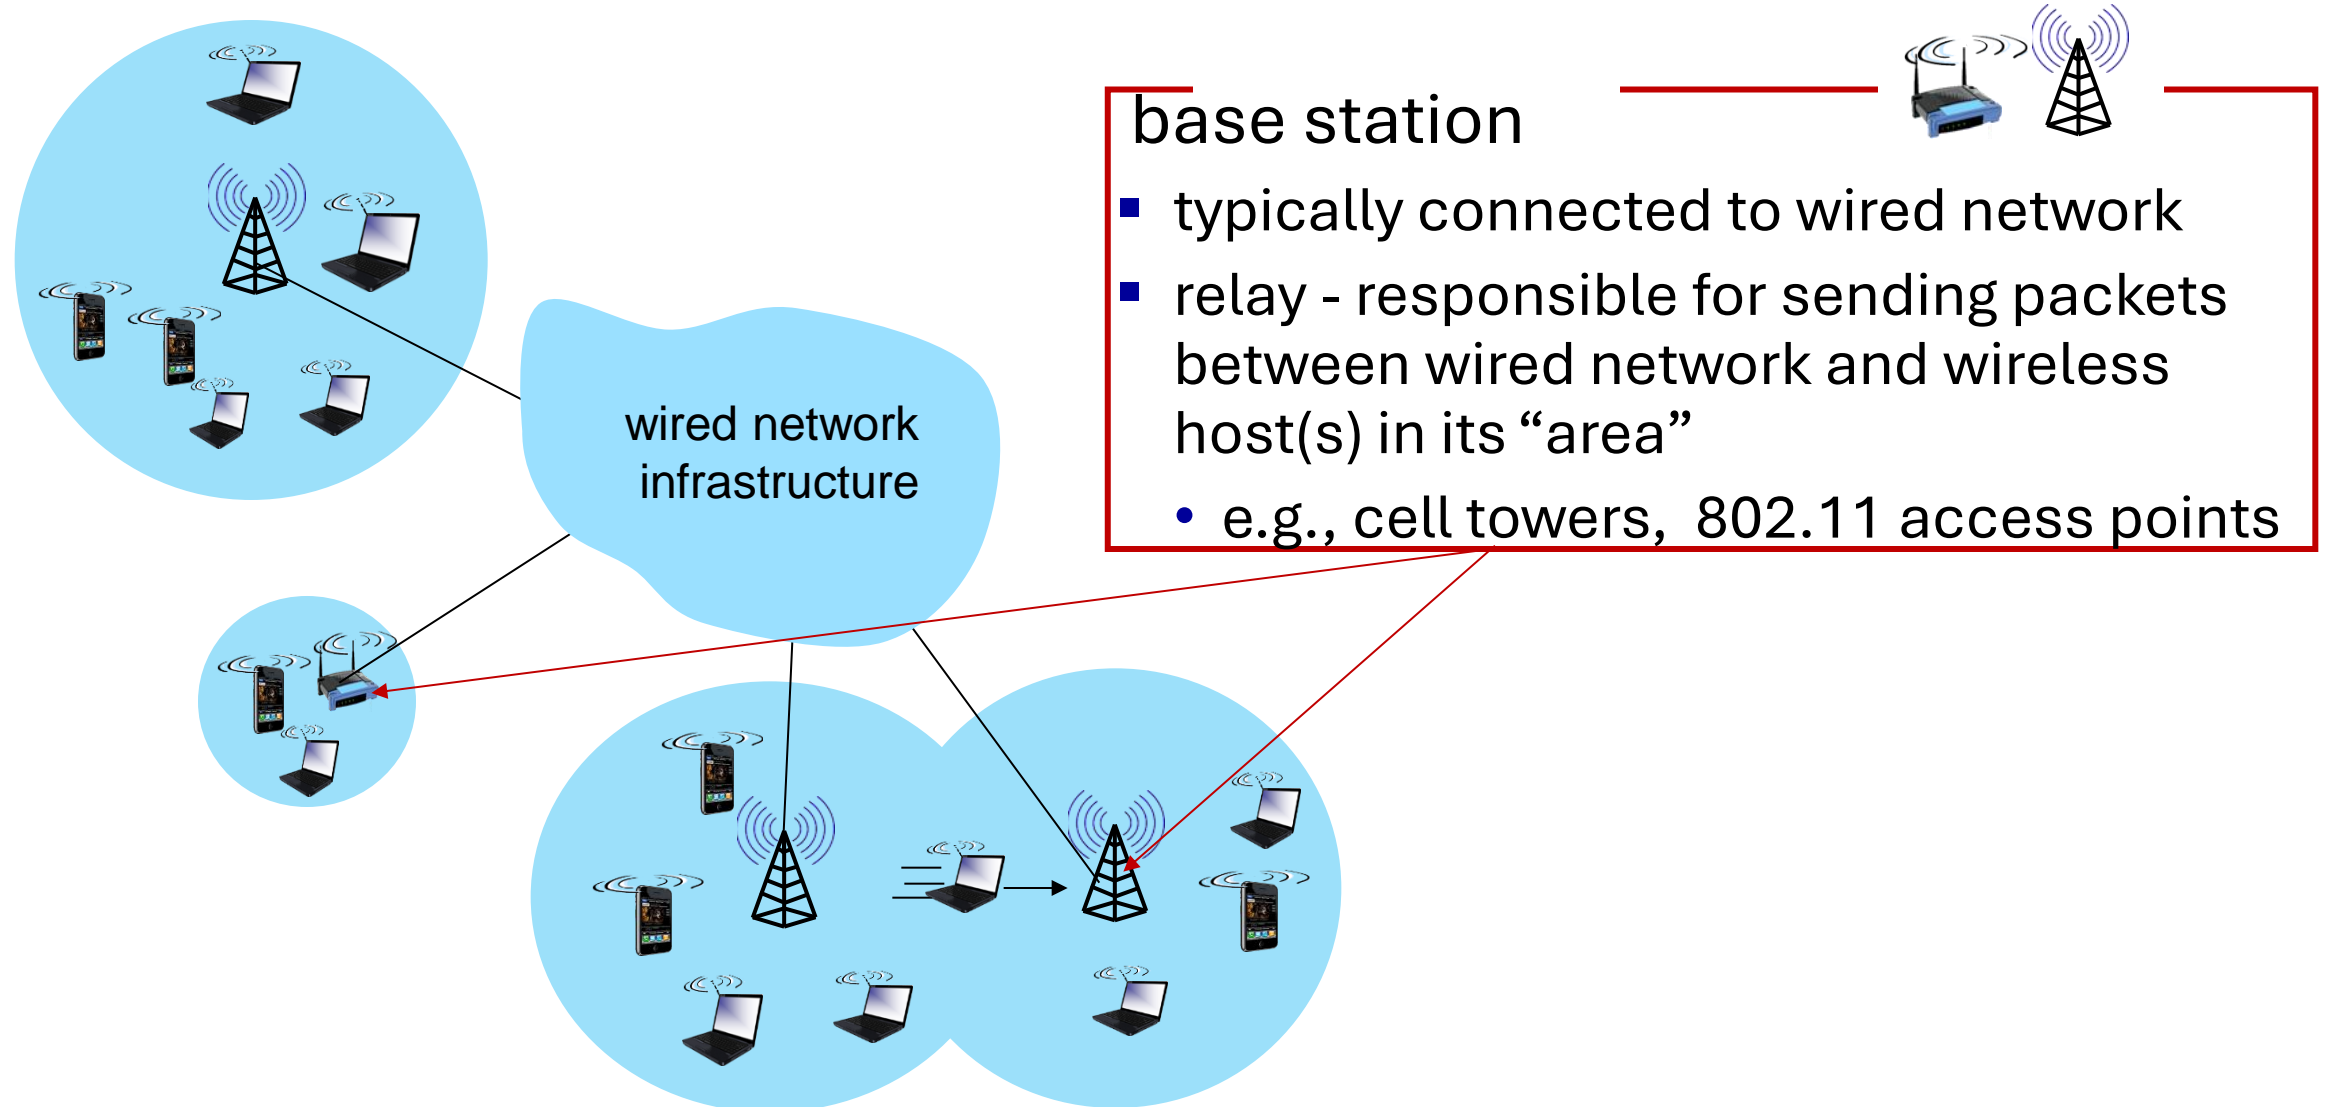 base station
typically connected to wired network
relay - responsible for sending packets
between wired network and wireless
host(s) in its “area”
e.g., cell towers,  802.11 access points
wired network
infrastructure